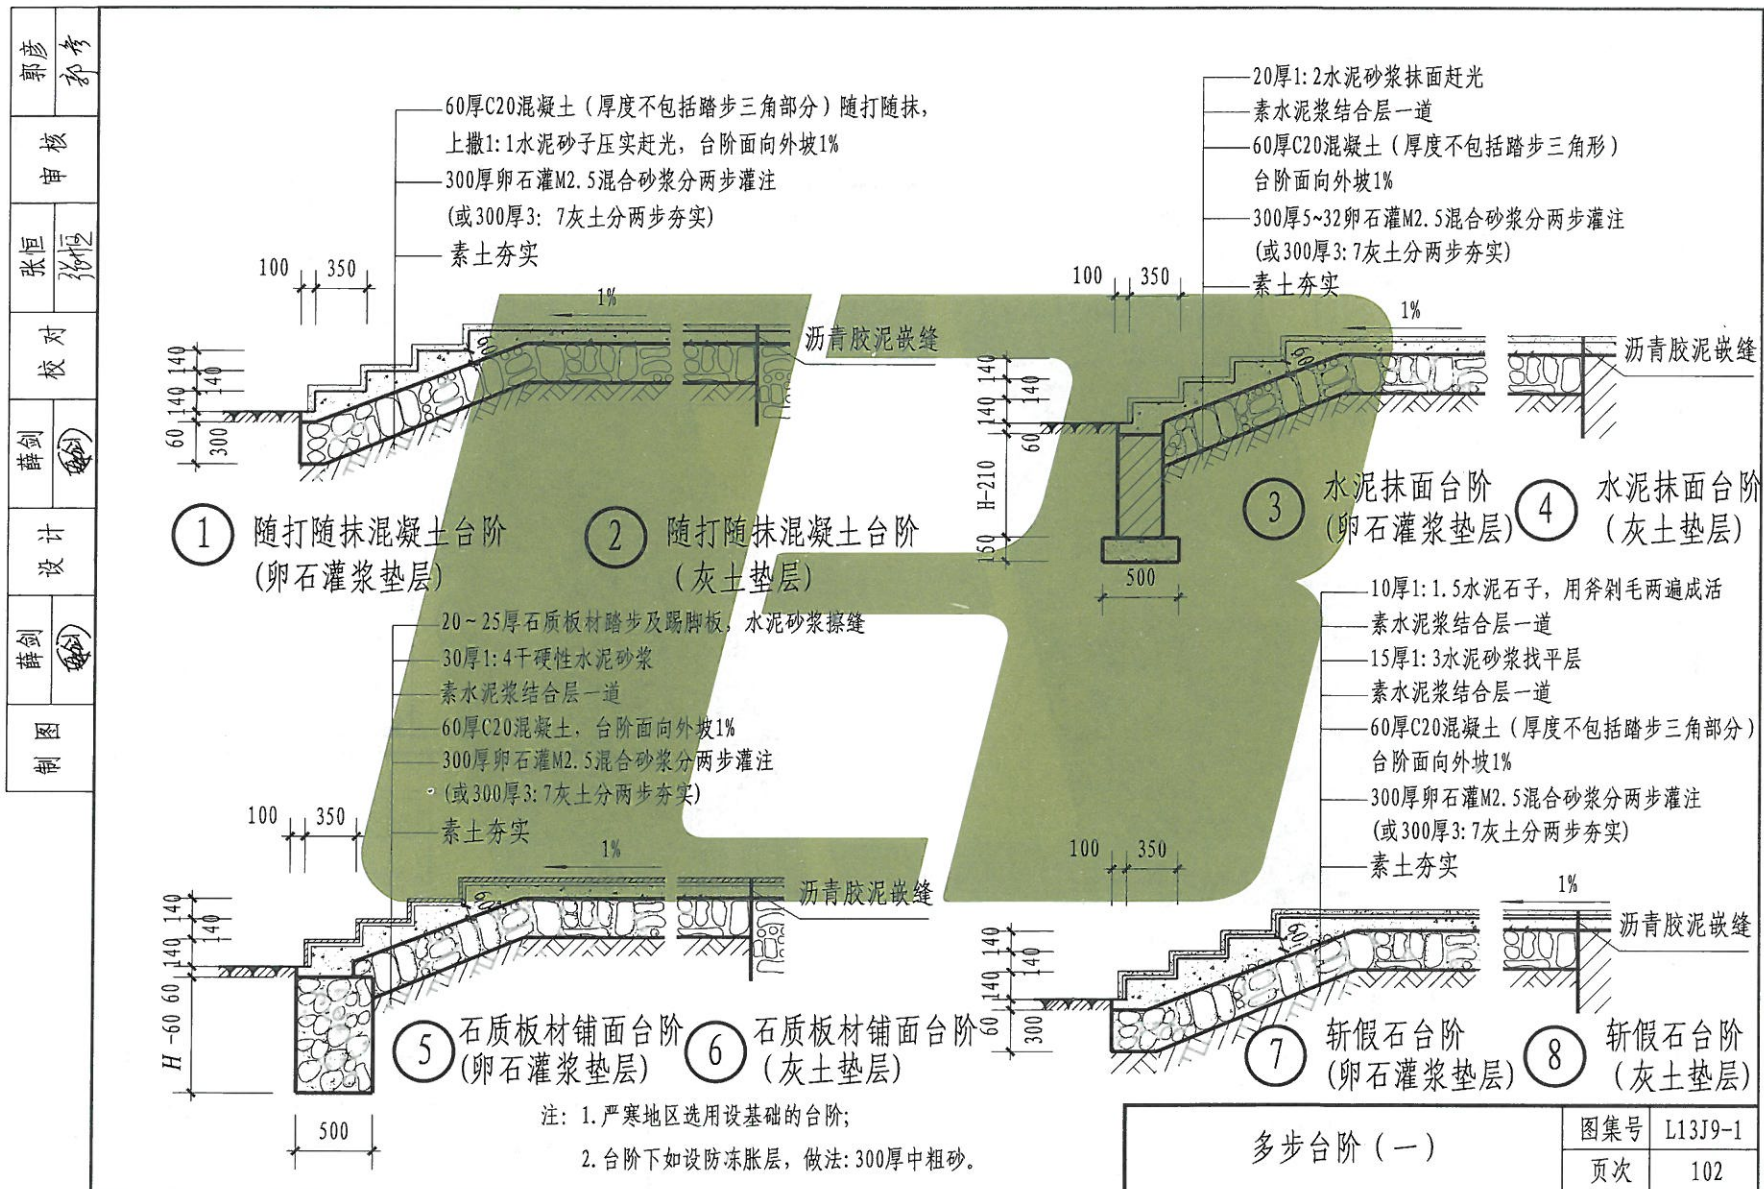 郭彦
审核
张恒
张恒
校对
薛剑
设计
薛剑
制图
60厚C20混凝土(厚度不包括踏步三角部分)随打随抹,
上撒1:1水泥砂子压实赶光, 台阶面向外坡1%
300厚卵石灌M2.5混合砂浆分两步灌注
(或300厚3: 7灰土分两步夯实)
素土夯实
100 350
1%
沥青胶泥嵌缝
60
140
140
140
60
300
1 随打随抹混凝土台阶
(卵石灌浆垫层)
2 随打随抹混凝土台阶
(灰土垫层)
20厚1:2水泥砂浆抹面赶光
素水泥浆结合层一道
60厚C20混凝土(厚度不包括踏步三角形)
台阶面向外坡1%
300厚5~32卵石灌M2.5混合砂浆分两步灌注
(或300厚3:7灰土分两步夯实)
素土夯实
100 350
1%
沥青胶泥嵌缝
60
140
140
140
60
H-210
150
500
3 水泥抹面台阶
(卵石灌浆垫层)
4 水泥抹面台阶
(灰土垫层)
20~25厚石质板材踏步及踢脚板, 水泥砂浆擦缝
30厚1:4干硬性水泥砂浆
素水泥浆结合层一道
60厚C20混凝土, 台阶面向外坡1%
300厚卵石灌M2.5混合砂浆分两步灌注
(或300厚3:7灰土分两步夯实)
素土夯实
100 350
1%
沥青胶泥嵌缝
60
140
140
140
60
H-60
500
5 石质板材铺面台阶
(卵石灌浆垫层)
6 石质板材铺面台阶
(灰土垫层)
10厚1:1.5水泥石子, 用斧剁毛两遍成活
素水泥浆结合层一道
15厚1:3水泥砂浆找平层
素水泥浆结合层一道
60厚C20混凝土(厚度不包括踏步三角部分)
台阶面向外坡1%
300厚卵石灌M2.5混合砂浆分两步灌注
(或300厚3:7灰土分两步夯实)
素土夯实
100 350
1%
沥青胶泥嵌缝
60
140
140
140
60
300
7 斩假石台阶
(卵石灌浆垫层)
8 斩假石台阶
(灰土垫层)
注: 1.严寒地区选用设基础的台阶;
2.台阶下如设防冻胀层, 做法:300厚中粗砂。
多步台阶(一)
图集号 L13J9-1
页次 102